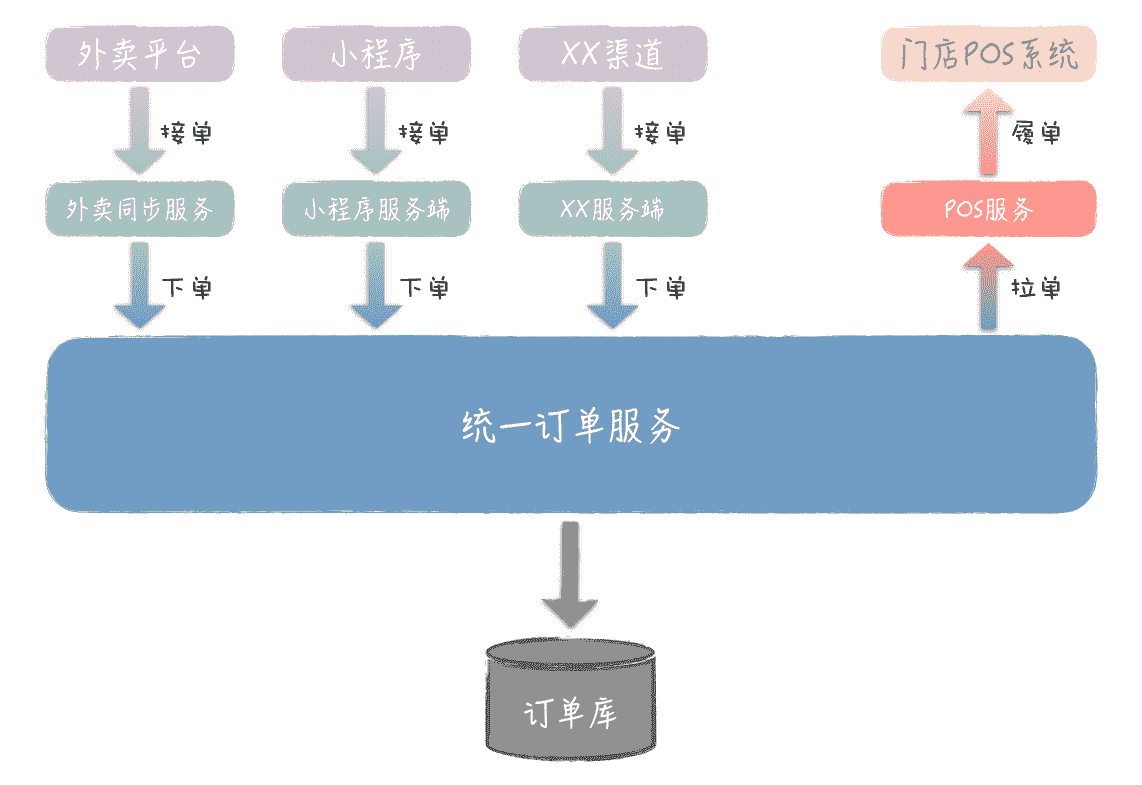 外卖平台
小程序
XX渠道
门店POS系统
接单
接单
接单
履单
外卖同步服务
小程序服务端
XX服务端
POS服务
下单
下单
下单
拉单
统一订单服务
订单库